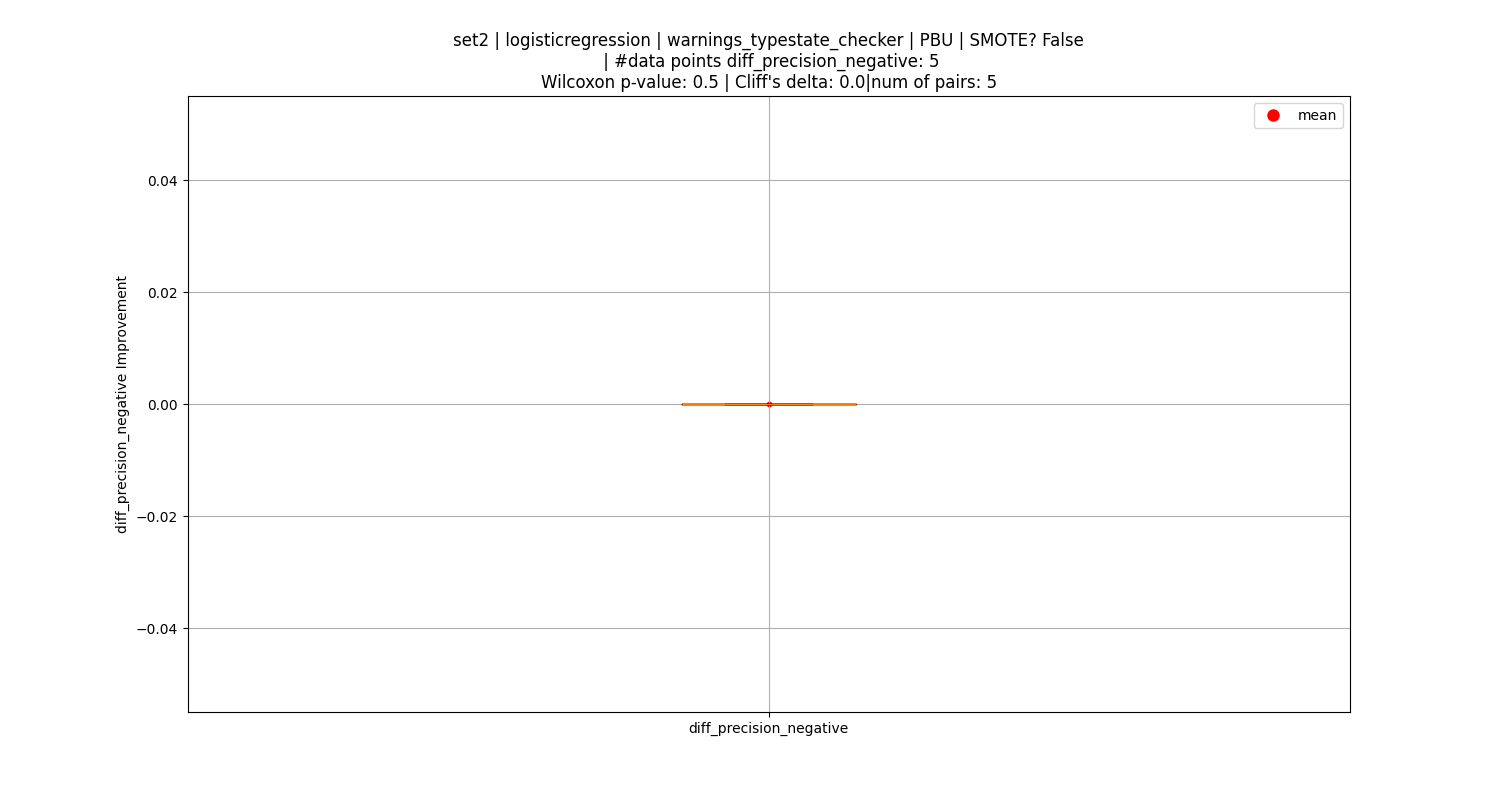 set2 | logisticregression | warnings_typestate_checker | PBU | SMOTE? False
| #data points diff_precision_negative: 5
Wilcoxon p-value: 0.5 | Cliff's delta: 0.0|num of pairs: 5
mean
0.04
0.02
0.00
−0.02
−0.04
diff_precision_negative Improvement
diff_precision_negative